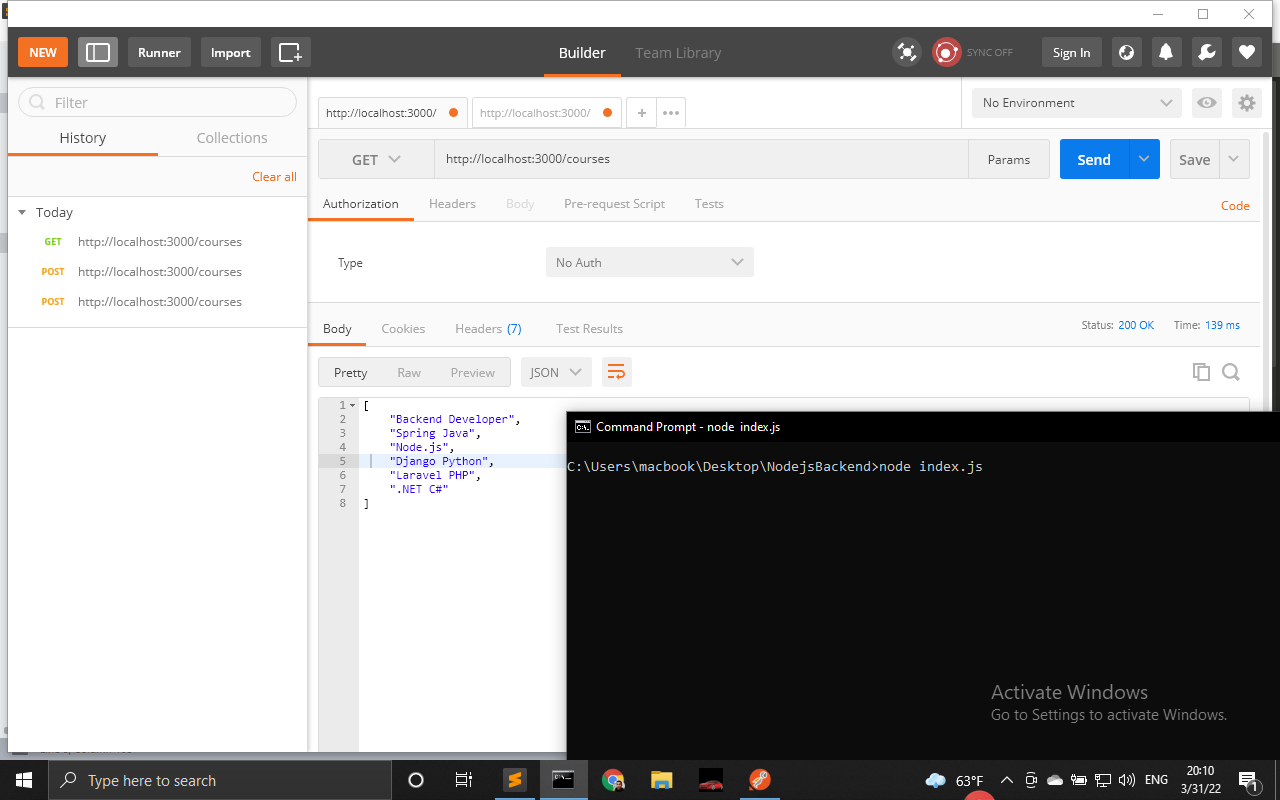 NEW
Runner
Import
Builder
Team Library
SYNC OFF
Sign In
Filter
History
Collections
Clear all
Today
GET http://localhost:3000/courses
POST http://localhost:3000/courses
POST http://localhost:3000/courses
http://localhost:3000/
http://localhost:3000/
+
No Environment
GET
http://localhost:3000/courses
Params
Send
Save
Authorization
Headers
Body
Pre-request Script
Tests
Code
Type
No Auth
Body
Cookies
Headers (7)
Test Results
Status: 200 OK
Time: 139 ms
Pretty
Raw
Preview
JSON
1 [
2 "Backend Developer",
3 "Spring Java",
4 "Node.js",
5 "Django Python",
6 "Laravel PHP",
7 ".NET C#"
8 ]
Command Prompt - node index.js
C:\Users\macbook\Desktop\NodejsBackend>node index.js
Activate Windows
Go to Settings to activate Windows.
Type here to search
63°F
ENG
20:10
3/31/22
1